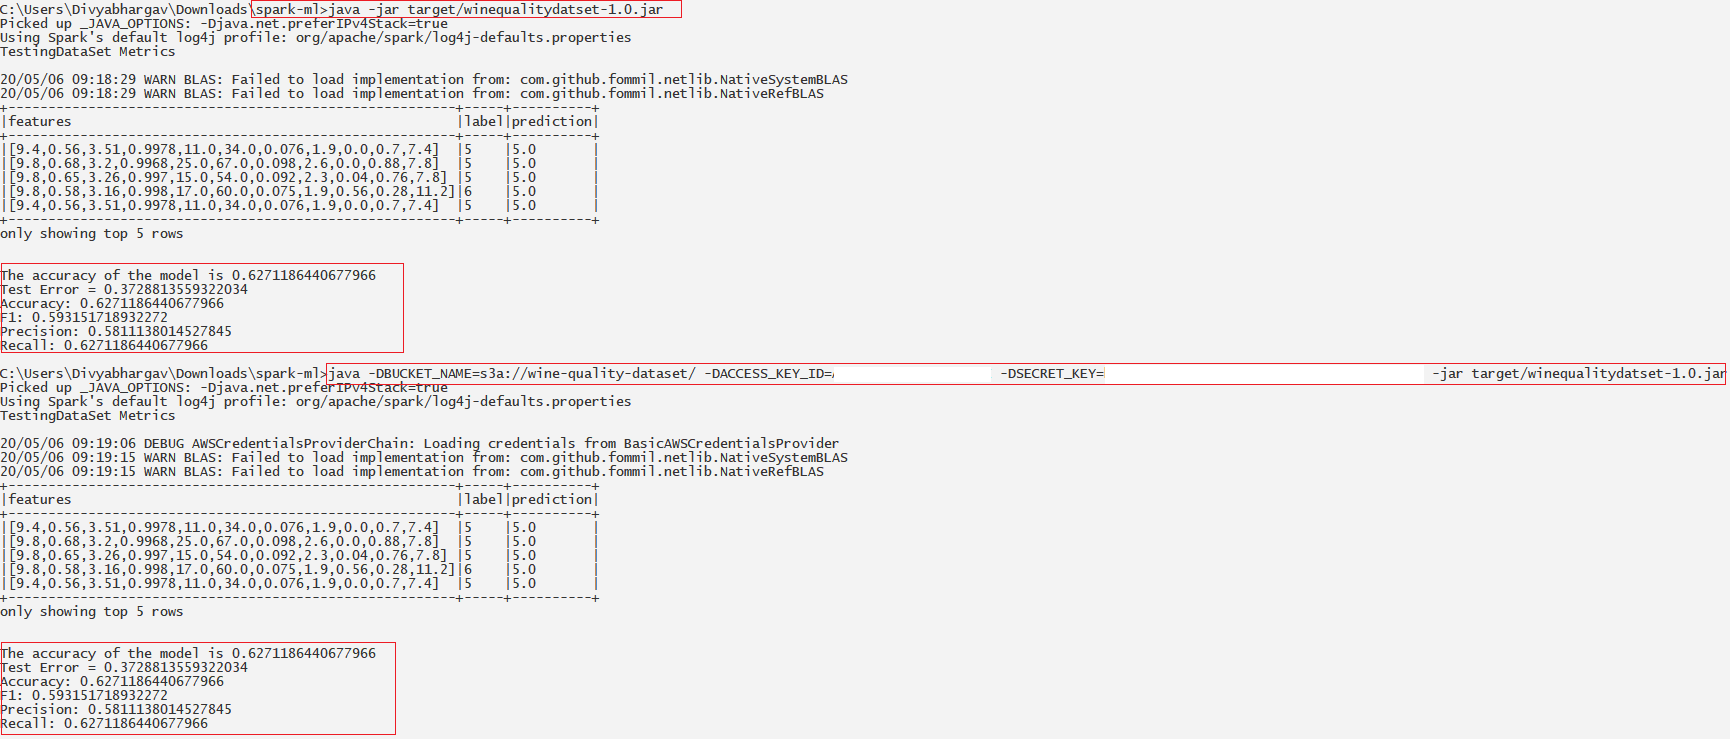 C:\Users\Divyabhargav\Downloads\spark-ml>java -jar target/winequalitydatset-1.0.jar
Picked up _JAVA_OPTIONS: -Djava.net.preferIPv4Stack=true
Using Spark's default log4j profile: org/apache/spark/log4j-defaults.properties
TestingDataSet Metrics
20/05/06 09:18:29 WARN BLAS: Failed to load implementation from: com.github.fommil.netlib.NativeSystemBLAS
20/05/06 09:18:29 WARN BLAS: Failed to load implementation from: com.github.fommil.netlib.NativeRefBLAS
+--------------------------------------------------------+-----+----------+
|features                                                |label|prediction|
+--------------------------------------------------------+-----+----------+
|[9.4,0.56,3.51,0.9978,11.0,34.0,0.076,1.9,0.0,0.7,7.4]  |5    |5.0       |
|[9.8,0.68,3.2,0.9968,25.0,67.0,0.098,2.6,0.0,0.88,7.8]  |5    |5.0       |
|[9.8,0.65,3.26,0.997,15.0,54.0,0.092,2.3,0.04,0.76,7.8] |5    |5.0       |
|[9.8,0.58,3.16,0.998,17.0,60.0,0.075,1.9,0.56,0.28,11.2]|6    |5.0       |
|[9.4,0.56,3.51,0.9978,11.0,34.0,0.076,1.9,0.0,0.7,7.4]  |5    |5.0       |
+--------------------------------------------------------+-----+----------+
only showing top 5 rows
The accuracy of the model is 0.6271186440677966
Test Error = 0.3728813559322034
Accuracy: 0.6271186440677966
F1: 0.593151718932272
Precision: 0.5811138014527845
Recall: 0.6271186440677966
C:\Users\Divyabhargav\Downloads\spark-ml>java -DBUCKET_NAME=s3a://wine-quality-dataset/ -DACCESS_KEY_ID= -DSECRET_KEY= -jar target/winequalitydatset-1.0.jar
Picked up _JAVA_OPTIONS: -Djava.net.preferIPv4Stack=true
Using Spark's default log4j profile: org/apache/spark/log4j-defaults.properties
TestingDataSet Metrics
20/05/06 09:19:06 DEBUG AWSCredentialsProviderChain: Loading credentials from BasicAWSCredentialsProvider
20/05/06 09:19:15 WARN BLAS: Failed to load implementation from: com.github.fommil.netlib.NativeSystemBLAS
20/05/06 09:19:15 WARN BLAS: Failed to load implementation from: com.github.fommil.netlib.NativeRefBLAS
+--------------------------------------------------------+-----+----------+
|features                                                |label|prediction|
+--------------------------------------------------------+-----+----------+
|[9.4,0.56,3.51,0.9978,11.0,34.0,0.076,1.9,0.0,0.7,7.4]  |5    |5.0       |
|[9.8,0.68,3.2,0.9968,25.0,67.0,0.098,2.6,0.0,0.88,7.8]  |5    |5.0       |
|[9.8,0.65,3.26,0.997,15.0,54.0,0.092,2.3,0.04,0.76,7.8] |5    |5.0       |
|[9.8,0.58,3.16,0.998,17.0,60.0,0.075,1.9,0.56,0.28,11.2]|6    |5.0       |
|[9.4,0.56,3.51,0.9978,11.0,34.0,0.076,1.9,0.0,0.7,7.4]  |5    |5.0       |
+--------------------------------------------------------+-----+----------+
only showing top 5 rows
The accuracy of the model is 0.6271186440677966
Test Error = 0.3728813559322034
Accuracy: 0.6271186440677966
F1: 0.593151718932272
Precision: 0.5811138014527845
Recall: 0.6271186440677966